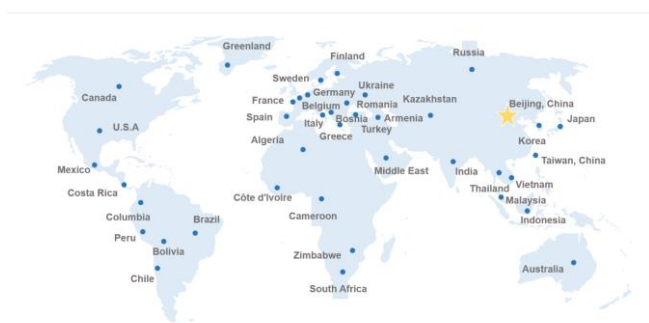 Greenland
Russia
Finland
Sweden
Ukraine
Germany
Canada
France
Belgium
Romania
Kazakhstan
Beijing, China
Spain
Italy
Bosnia
Armenia
Japan
U.S.A
Turkey
Greece
Algeria
Korea
Taiwan, China
Mexico
Middle East
India
Thailand
Vietnam
Costa Rica
Côte d'Ivoire
Malaysia
Columbia
Brazil
Cameroon
Indonesia
Peru
Bolivia
Zimbabwe
Australia
Chile
South Africa